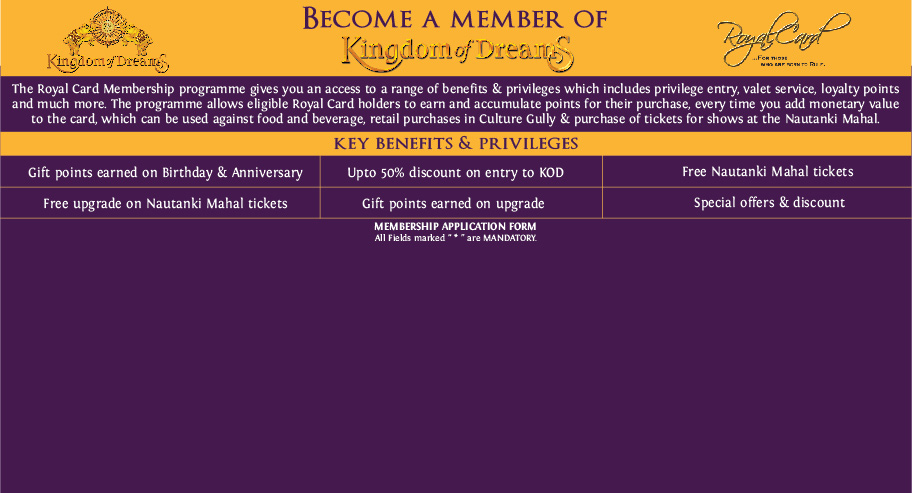 Kingdom of Dreams
BECOME A MEMBER OF
Kingdom of DreamS
Royal Card
...FOR THOSE
WHO ARE BORN TO RULE.
The Royal Card Membership programme gives you an access to a range of benefits & privileges which includes privilege entry, valet service, loyalty points
and much more. The programme allows eligible Royal Card holders to earn and accumulate points for their purchase, every time you add monetary value
to the card, which can be used against food and beverage, retail purchases in Culture Gully & purchase of tickets for shows at the Nautanki Mahal.
KEY BENEFITS & PRIVILEGES
Gift points earned on Birthday & Anniversary
Upto 50% discount on entry to KOD
Free Nautanki Mahal tickets
Free upgrade on Nautanki Mahal tickets
Gift points earned on upgrade
Special offers & discount
MEMBERSHIP APPLICATION FORM
All Fields marked " * " are MANDATORY.